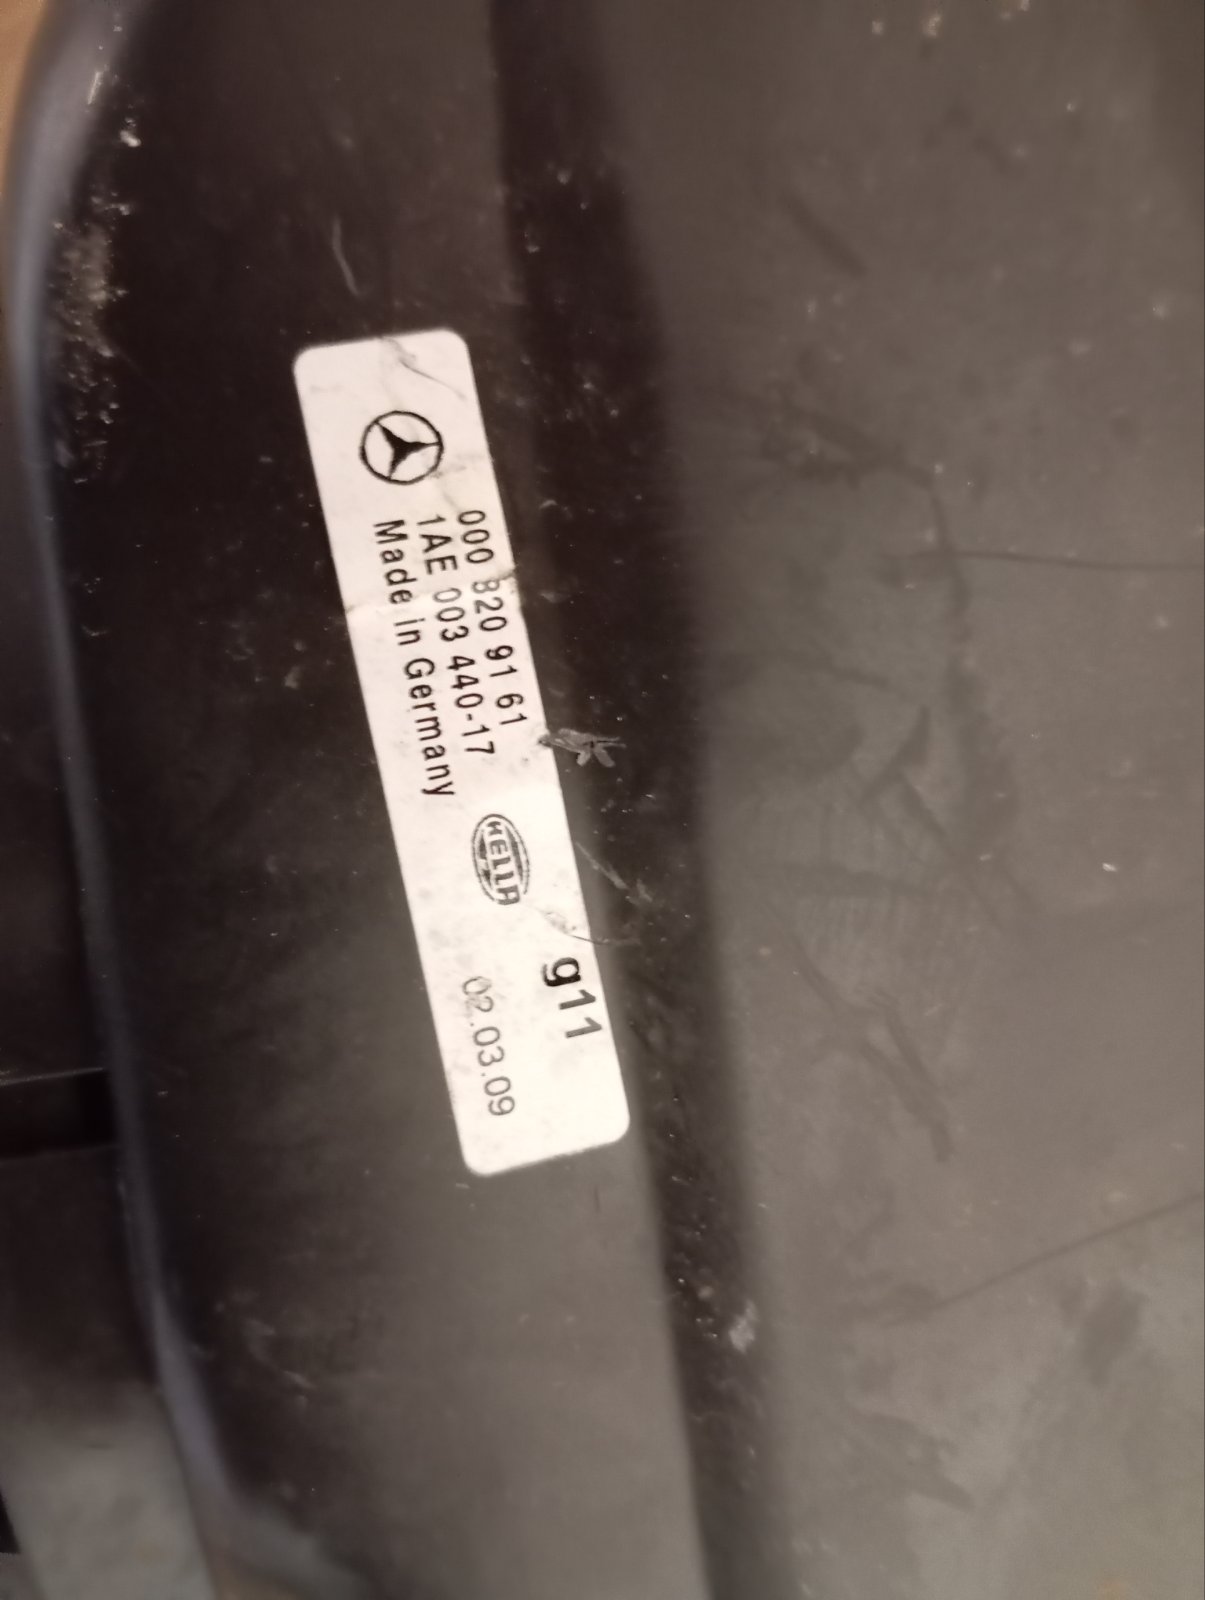 000 820 91 61
1AE 003 440-17
Made in Germany
HELLA
g11
02.03.09